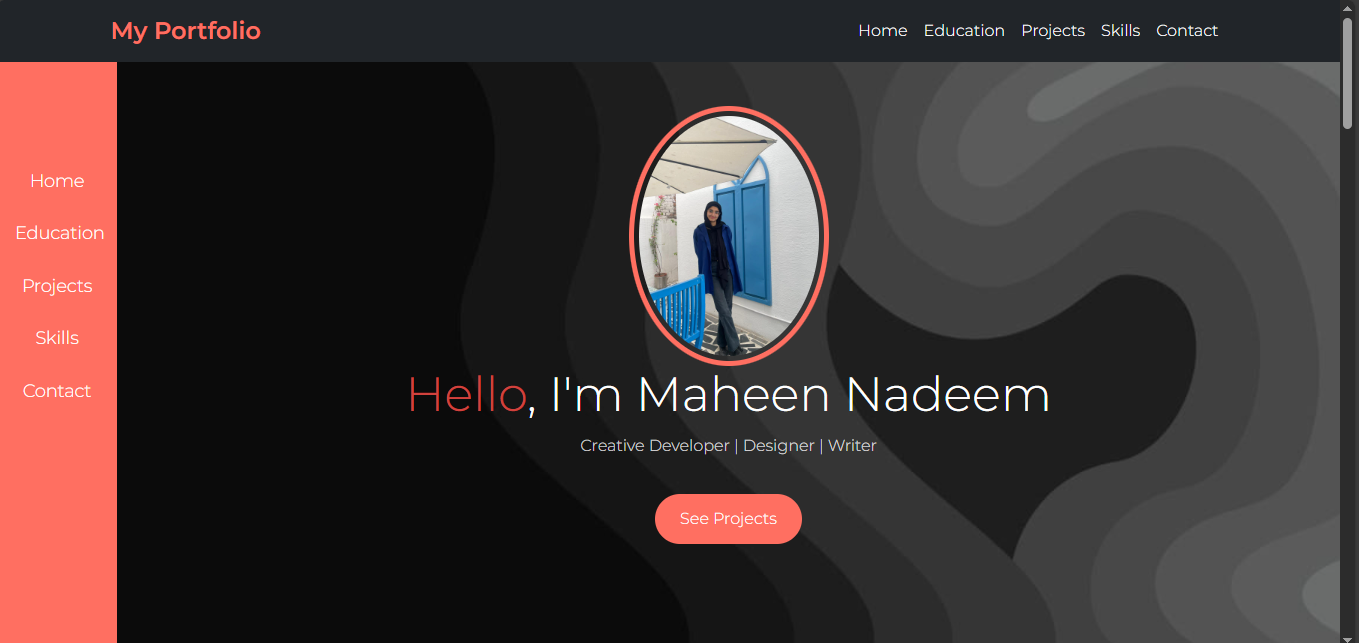 My Portfolio
Home Education Projects Skills Contact
Home
Education
Projects
Skills
Contact
Hello, I'm Maheen Nadeem
Creative Developer | Designer | Writer
See Projects